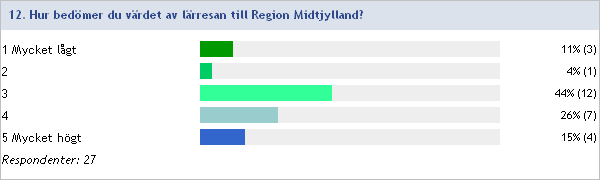 12. Hur bedömer du värdet av lärresan till Region Midtjylland?
1 Mycket lågt 11% (3)
2 4% (1)
3 44% (12)
4 26% (7)
5 Mycket högt 15% (4)
Respondenter: 27